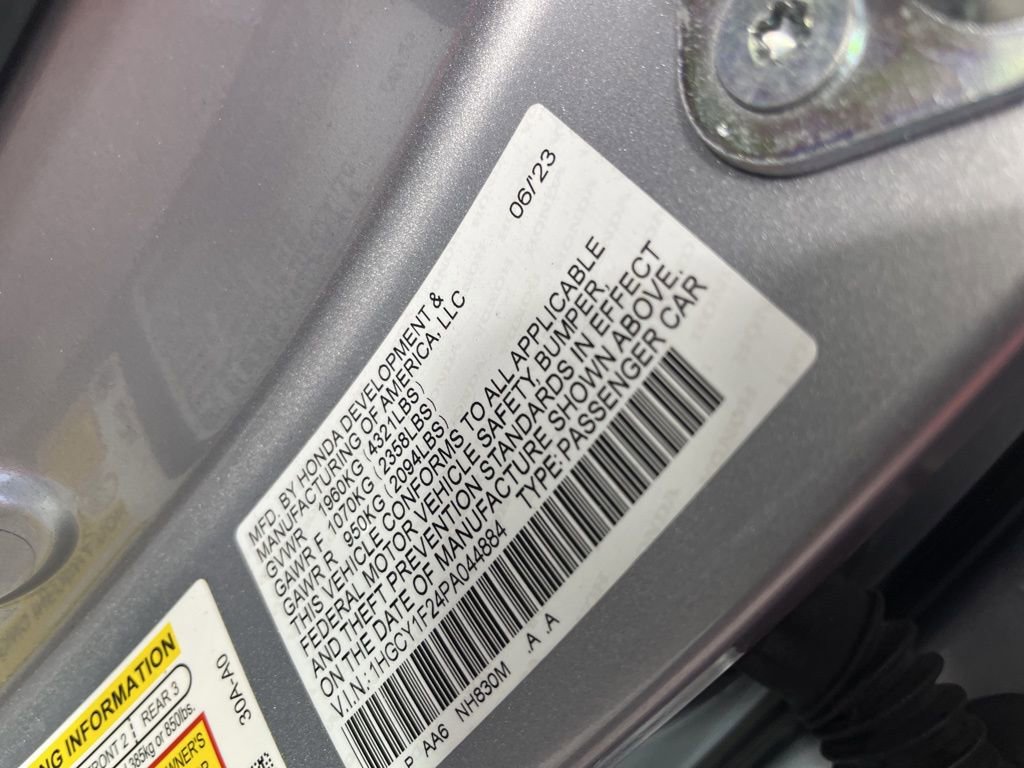 06/'23
MFD. BY HONDA DEVELOPMENT &
MANUFACTURING OF AMERICA. LLC
GVWR 1960KG (4321LBS)
GAWR F 1070KG (2358LBS)
GAWR R 950KG (2094LBS)
THIS VEHICLE CONFORMS TO ALL APPLICABLE
FEDERAL MOTOR VEHICLE SAFETY, BUMPER,
AND THEFT PREVENTION STANDARDS IN EFFECT
ON THE DATE OF MANUFACTURE SHOWN ABOVE.
V.I.N:1HGCY1F24PA044684 TYPE:PASSENGER CAR
P AA6 NH830M .A .A
NG INFORMATION
FRONT 2 REAR 3
385kg or 850lbs.
30A-A0